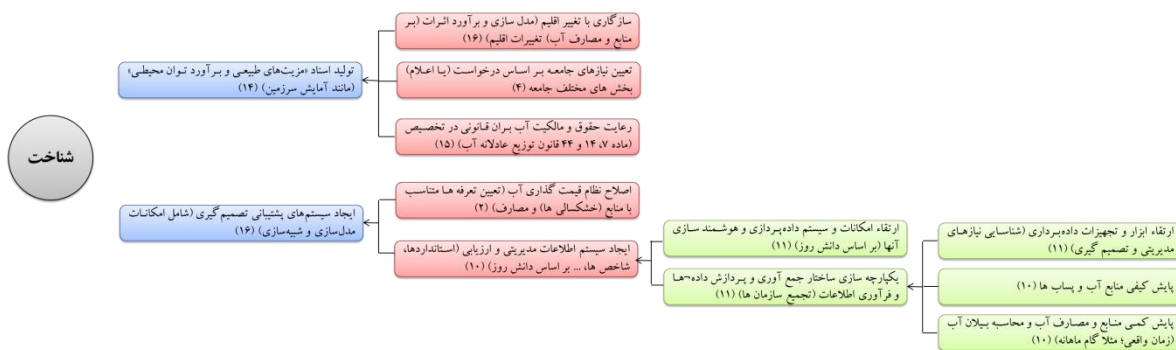 شناخت
تولید اسناد «مزیت‌های طبیعی و برآورد توان محیطی»
(مانند آمایش سرزمین) (۱۴)
ایجاد سیستم‌های پشتیبانی تصمیم‌گیری (شامل امکانات
مدل‌سازی و شبیه‌سازی) (۱۶)
سازگاری با تغییر اقلیم (مدل سازی و برآورد اثرات (بر
منابع و مصارف آب) تغییرات اقلیم) (۱۶)
تعیین نیازهای جامعه بر اساس درخواست (یا اعلام)
بخش های مختلف جامعه (۴)
رعایت حقوق و مالکیت آب بران قانونی در تخصیص
(ماده ۷، ۱۴ و ۴۴ قانون توزیع عادلانه آب) (۱۵)
اصلاح نظام قیمت گذاری آب (تعیین تعرفه ها متناسب
با منابع (خشکسالی ها) و مصارف) (۲)
ایجاد سیستم اطلاعات مدیریتی و ارزیابی (استانداردها،
شاخص ها، ... بر اساس دانش روز) (۱۰)
ارتقاء امکانات و سیستم داده‌پردازی و هوشمند سازی
آنها (بر اساس دانش روز) (۱۱)
یکپارچه سازی ساختار جمع آوری و پردازش داده¬ها
و فرآوری اطلاعات (تجمیع سازمان ها) (۱۱)
ارتقاء ابزار و تجهیزات داده‌برداری (شناسایی نیازهای
مدیریتی و تصمیم گیری) (۱۱)
پایش کیفی منابع آب و پساب ها (۱۰)
پایش کمی منابع و مصارف آب و محاسبه بیلان آب
(زمان واقعی؛ مثلا گام ماهانه) (۱۰)